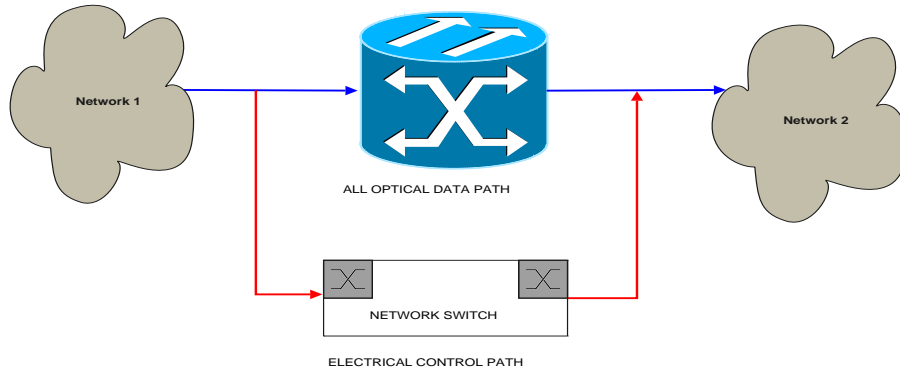 Network 1
Network 2
ALL OPTICAL DATA PATH
NETWORK SWITCH
ELECTRICAL CONTROL PATH